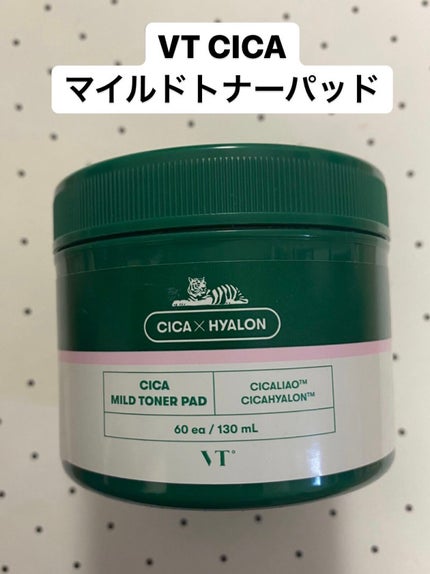 VT CICA
マイルドトナーパッド
CICA × HYALON
CICA
MILD TONER PAD
CICALIAO™
CICAHYALON™
60 ea / 130 mL
VT°